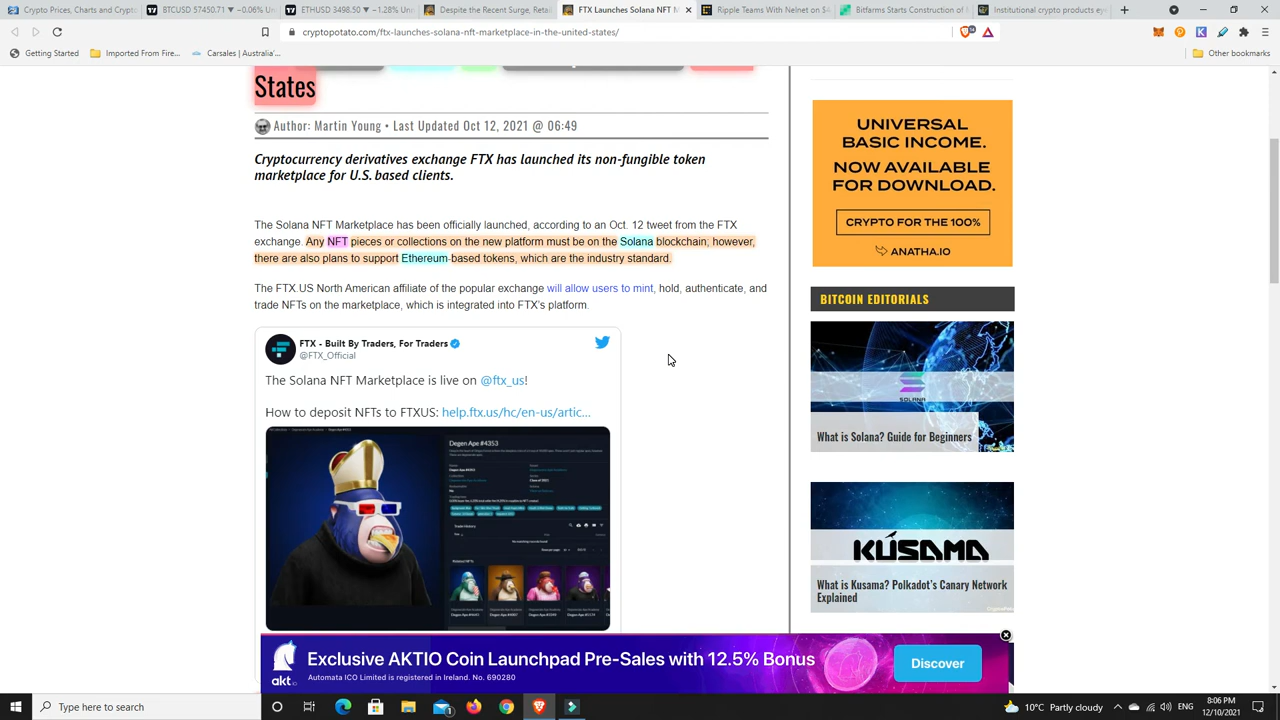 Crypto Prices, Charts and Crypto
BTCUSD 57450.71 ▼ −0.06% Un
ETHUSD 3498.50 ▼ −1.28% Un
Despite the Recent Surge, Retail
FTX Launches Solana NFT M
Ripple Teams With Nelnet on $4
Bitfarms Starts Construction of
Institutional crypto products ey
cryptopotato.com/ftx-launches-solana-nft-marketplace-in-the-united-states/
Getting Started
Imported From Fire...
Carsales | Australia'...
Other bookmarks
States
Author: Martin Young • Last Updated Oct 12, 2021 @ 06:49
Cryptocurrency derivatives exchange FTX has launched its non-fungible token
marketplace for U.S. based clients.
The Solana NFT Marketplace has been officially launched, according to an Oct. 12 tweet from the FTX
exchange. Any NFT pieces or collections on the new platform must be on the Solana blockchain; however,
there are also plans to support Ethereum-based tokens, which are the industry standard.
The FTX.US North American affiliate of the popular exchange will allow users to mint, hold, authenticate, and
trade NFTs on the marketplace, which is integrated into FTX's platform.
FTX - Built By Traders, For Traders
@FTX_Official
The Solana NFT Marketplace is live on @ftx_us!
How to deposit NFTs to FTXUS: help.ftx.us/hc/en-us/artic...
Degen Ape #4353
Trade History
UNIVERSAL
BASIC INCOME.
NOW AVAILABLE
FOR DOWNLOAD.
CRYPTO FOR THE 100%
ANATHA.IO
BITCOIN EDITORIALS
SOLANA
What is Solana? Guide for Beginners
KUSAMA
What is Kusama? Polkadot's Canary Network
Explained
akt.io
Exclusive AKTIO Coin Launchpad Pre-Sales with 12.5% Bonus
Automata ICO Limited is registered in Ireland. No. 690280
Discover
Type here to search
10°C Partly cloudy
ENG
8:06 PM
12/10/2021